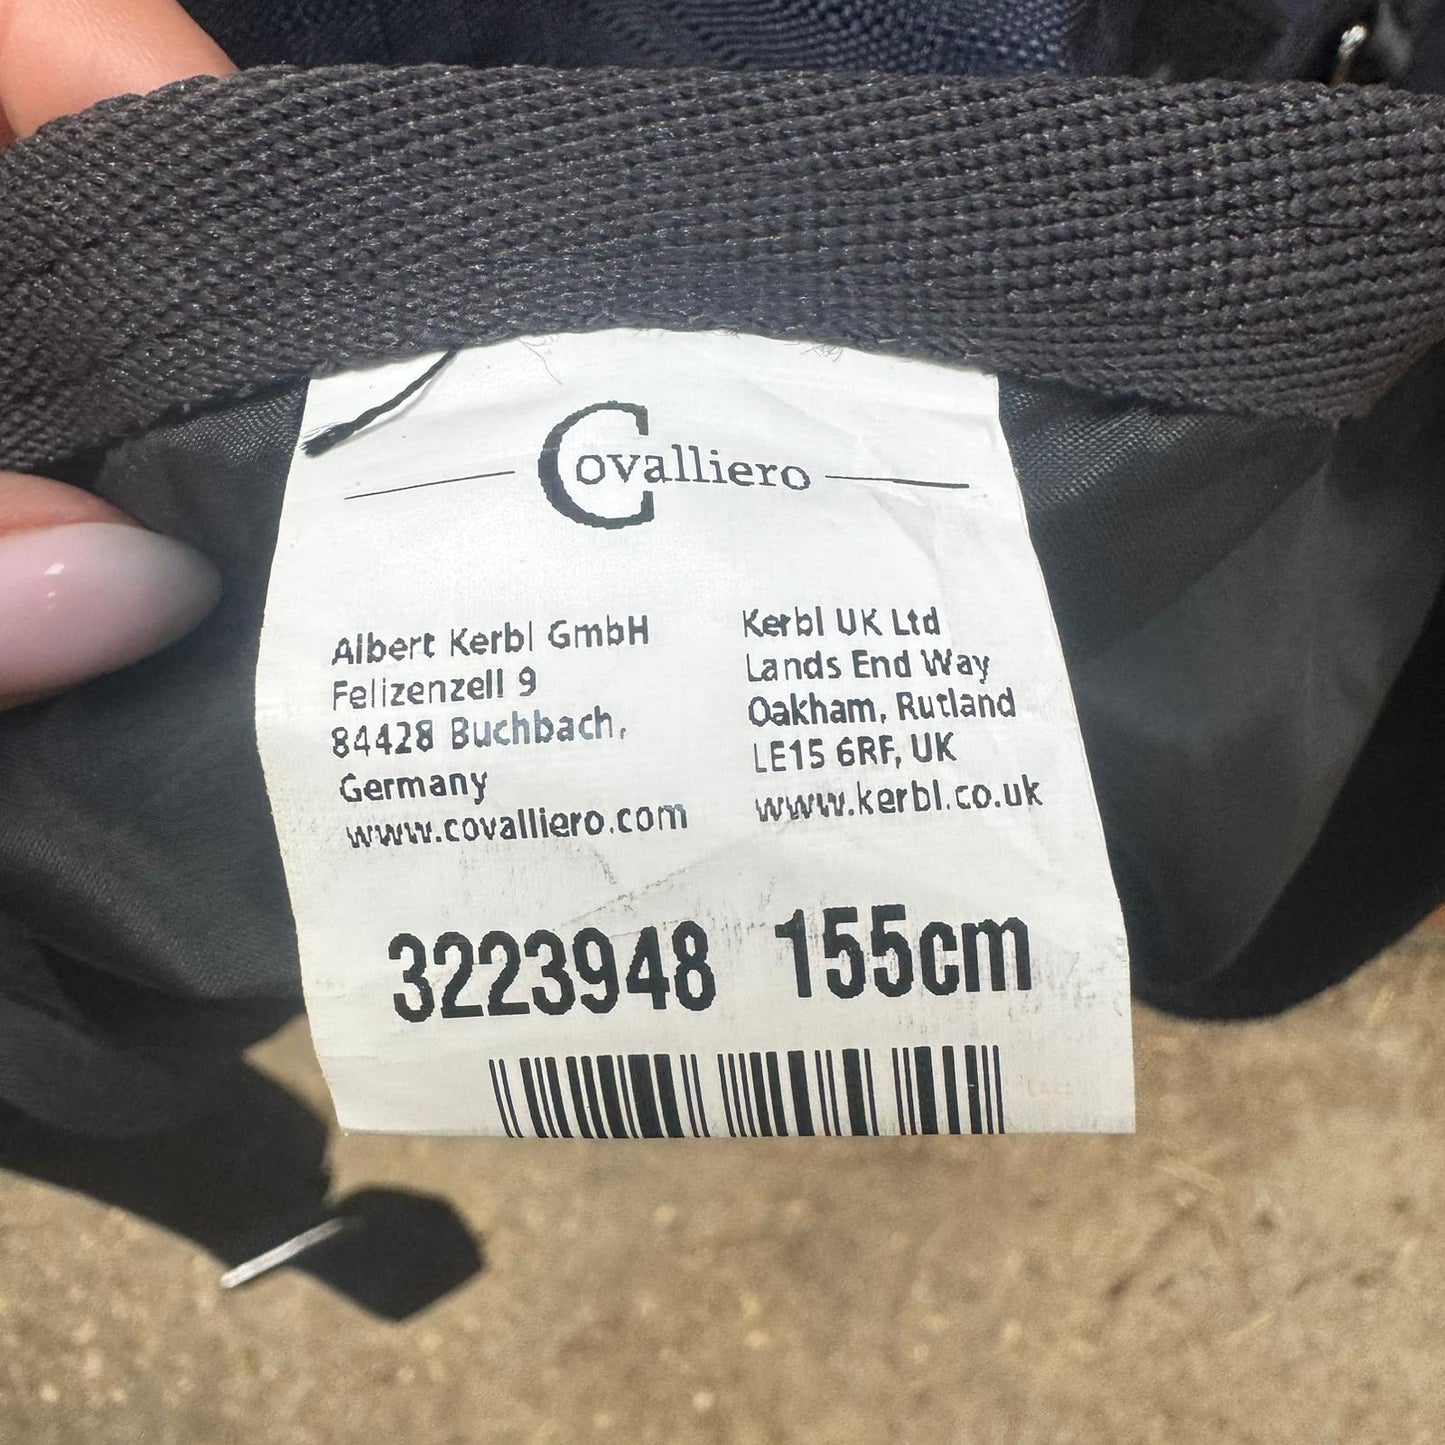 Covalliero
Albert Kerbl GmbH
Felizenzell 9
84428 Buchbach,
Germany
www.covalliero.com
Kerbl UK Ltd
Lands End Way
Oakham, Rutland
LE15 6RF, UK
www.kerbl.co.uk
3223948 155cm